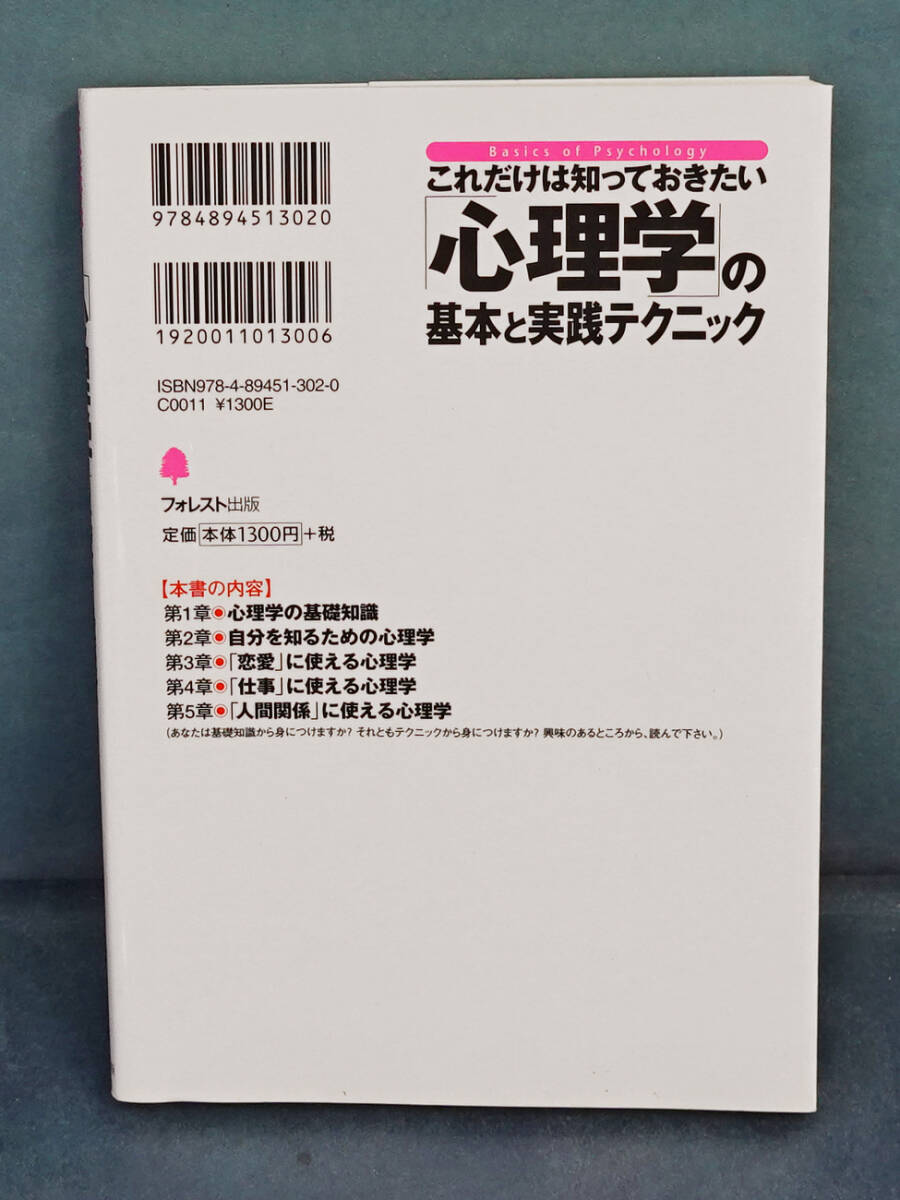 Basics of Psychology
これだけは知っておきたい
「心理学」の
基本と実践テクニック
9784894513020
1920011013006
ISBN978-4-89451-302-0
C0011 ¥1300E
フォレスト出版
定価 本体1300円+税
【本書の内容】
第1章◉心理学の基礎知識
第2章◉自分を知るための心理学
第3章◉「恋愛」に使える心理学
第4章◉「仕事」に使える心理学
第5章◉「人間関係」に使える心理学
(あなたは基礎知識から身につけますか? それともテクニックから身につけますか? 興味のあるところから、読んで下さい。)